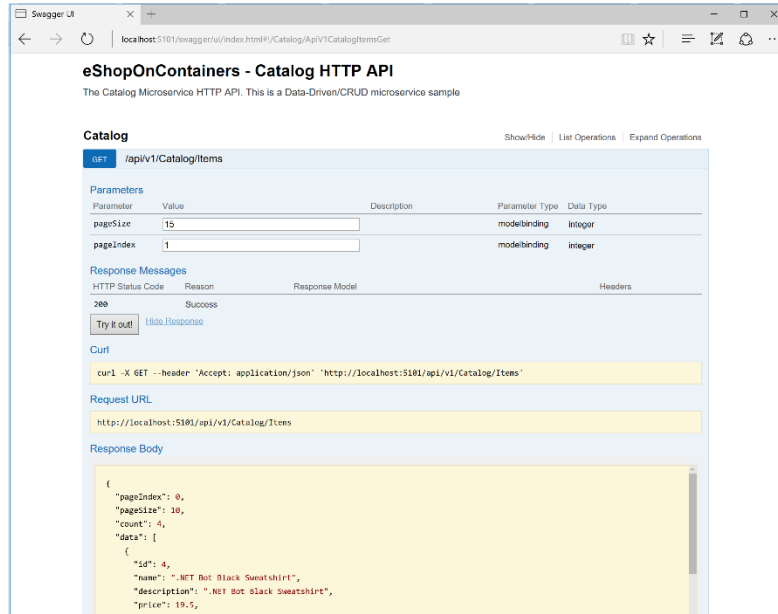 Swagger UI
localhost:5101/swagger/ui/index.html#!/Catalog/ApiV1CatalogItemsGet
eShopOnContainers - Catalog HTTP API
The Catalog Microservice HTTP API. This is a Data-Driven/CRUD microservice sample
Catalog Show/Hide List Operations Expand Operations
GET /api/v1/Catalog/Items
Parameters
Parameter Value Description Parameter Type Data Type
pageSize 15 modelbinding integer
pageIndex 1 modelbinding integer
Response Messages
HTTP Status Code Reason Response Model Headers
200 Success
Try it out! Hide Response
Curl
curl -X GET --header 'Accept: application/json' 'http://localhost:5101/api/v1/Catalog/Items'
Request URL
http://localhost:5101/api/v1/Catalog/Items
Response Body
{
"pageIndex": 0,
"pageSize": 10,
"count": 4,
"data": [
{
"id": 4,
"name": ".NET Bot Black Sweatshirt",
"description": ".NET Bot Black Sweatshirt",
"price": 19.5,